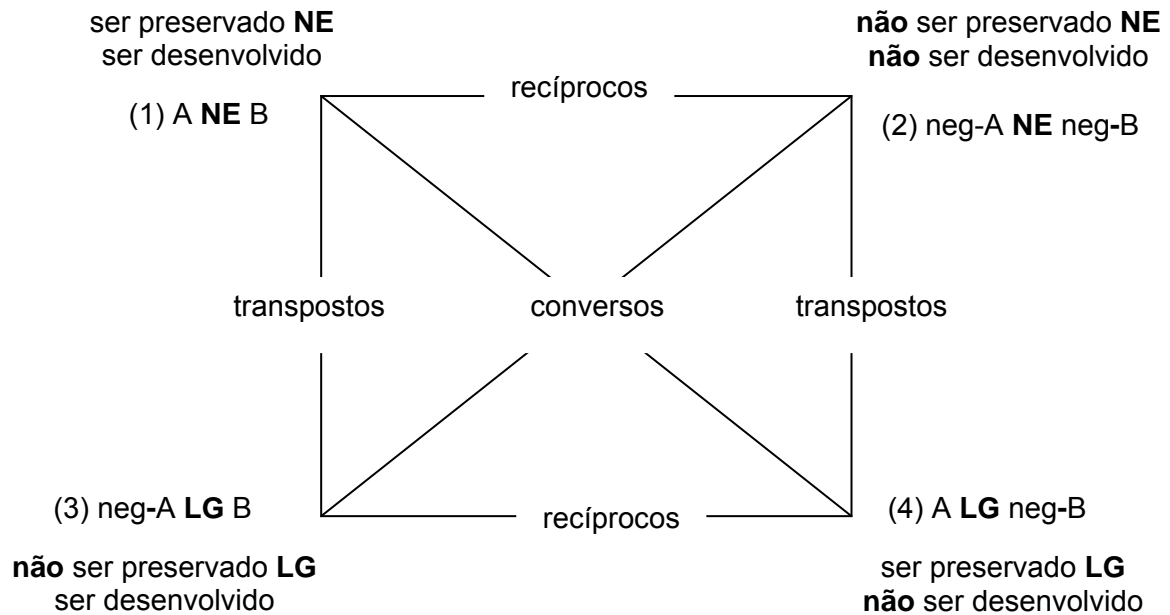 ser preservado NE
ser desenvolvido
(1) A NE B
não ser preservado NE
não ser desenvolvido
(2) neg-A NE neg-B
recíprocos
transpostos
conversos
transpostos
(3) neg-A LG B
não ser preservado LG
ser desenvolvido
recíprocos
(4) A LG neg-B
ser preservado LG
não ser desenvolvido